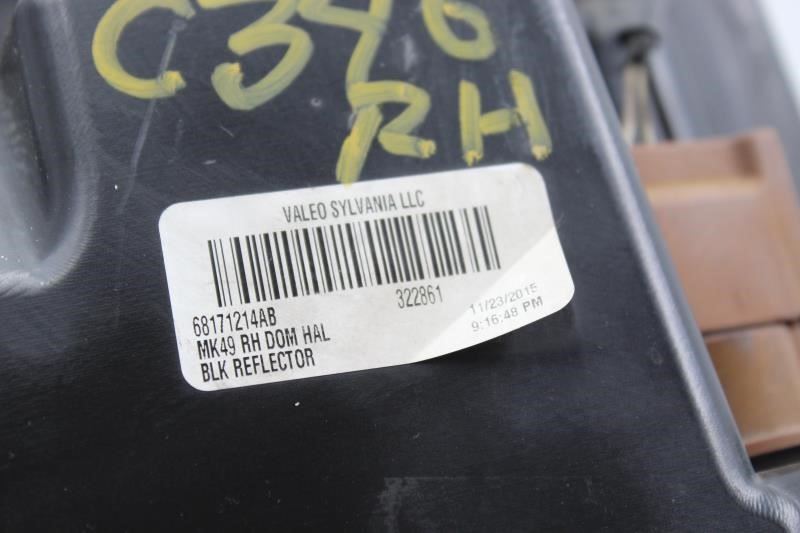 C346
RH
VALEO SYLVANIA LLC
322861
11/23/2015
9:16:48 PM
68171214AB
MK49 RH DOM HAL
BLK REFLECTOR